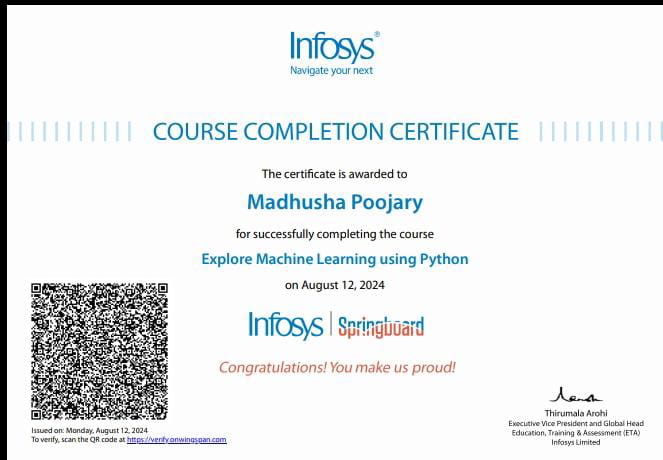 Infosys®
Navigate your next
COURSE COMPLETION CERTIFICATE
The certificate is awarded to
Madhusha Poojary
for successfully completing the course
Explore Machine Learning using Python
on August 12, 2024
Infosys | Springboard
Congratulations! You make us proud!
Issued on: Monday, August 12, 2024
To verify, scan the QR code at https://verify.onwingspan.com
Thirumala Arohi
Executive Vice President and Global Head
Education, Training & Assessment (ETA)
Infosys Limited